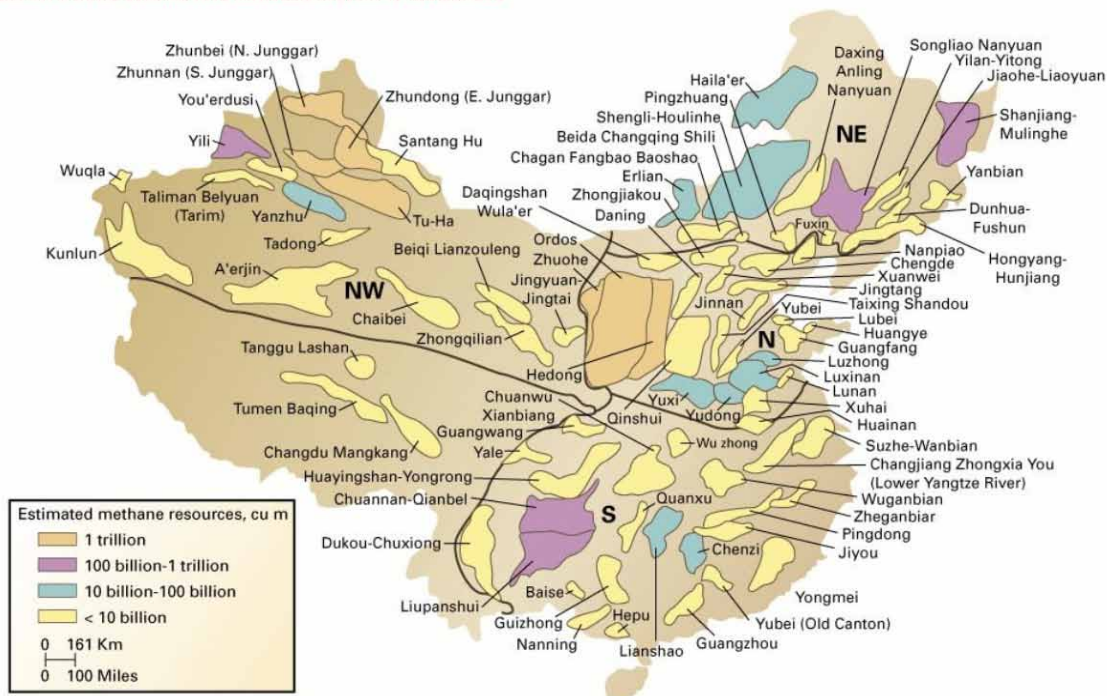 Zhunbei (N. Junggar)
Zhunnan (S. Junggar)
You'erdusi
Zhundong (E. Junggar)
Yili
Santang Hu
Wuqla
Taliman Belyuan
(Tarim)
Yanzhu
Tu-Ha
Tadong
Kunlun
A'erjin
NW
Beiqi Lianzouleng
Chaibei
Zhongqilian
Tanggu Lashan
Tumen Baqing
Changdu Mangkang
Daxing
Anling
Nanyuan
Songliao Nanyuan
Yilan-Yitong
Jiaohe-Liaoyuan
Haila'er
Pingzhuang
Shengli-Houlinhe
Beida Changqing Shili
Chagan Fangbao Baoshao
Erlian
Zhongjiakou
Daning
Daqingshan
Wula'er
Ordos
Zhuohe
Jingyuan-
Jingtai
NE
Shanjiang-
Mulinghe
Yanbian
Dunhua-
Fushun
Fuxin
Hongyang-
Hunjiang
Nanpiao
Chengde
Xuanwei
Jingtang
Taixing Shandou
Jinnan
Yubei
Lubei
N
Huangye
Guangfang
Luzhong
Luxinan
Lunan
Xuhai
Huainan
Hedong
Yuxi
Yudong
Qinshui
Chuanwu
Xianbiang
Guangwang
Yale
Wu zhong
Suzhe-Wanbian
Changjiang Zhongxia You
(Lower Yangtze River)
Wuganbian
Zheganbiar
Pingdong
Jiyou
Huayingshan-Yongrong
Chuannan-Qianbel
S
Quanxu
Chenzi
Dukou-Chuxiong
Liupanshui
Baise
Guizhong
Hepu
Nanning
Lianshao
Guangzhou
Yubei (Old Canton)
Yongmei
Estimated methane resources, cu m
1 trillion
100 billion-1 trillion
10 billion-100 billion
< 10 billion
0 161 Km
0 100 Miles